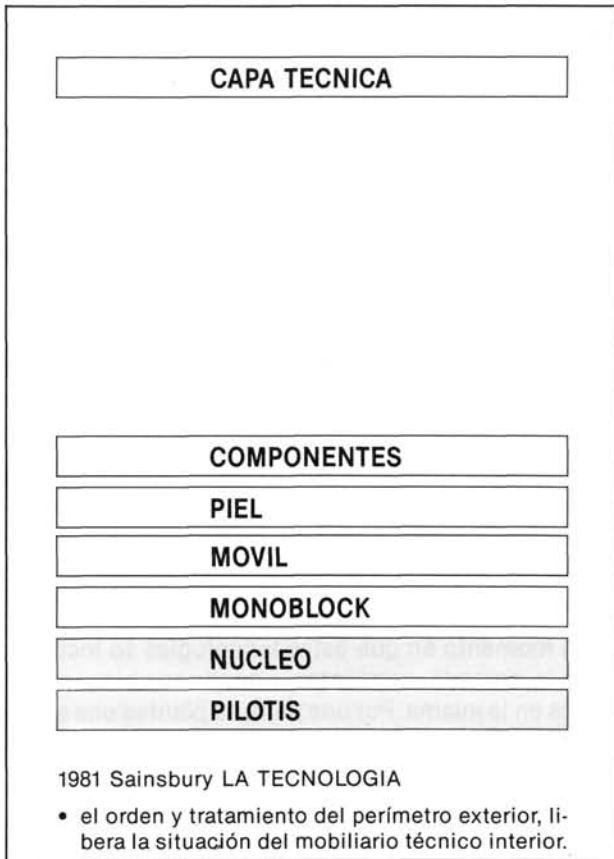 CAPA TECNICA
COMPONENTES
PIEL
MOVIL
MONOBLOCK
NUCLEO
PILOTIS
1981 Sainsbury LA TECNOLOGIA
• el orden y tratamiento del perímetro exterior, li-
bera la situación del mobiliario técnico interior.